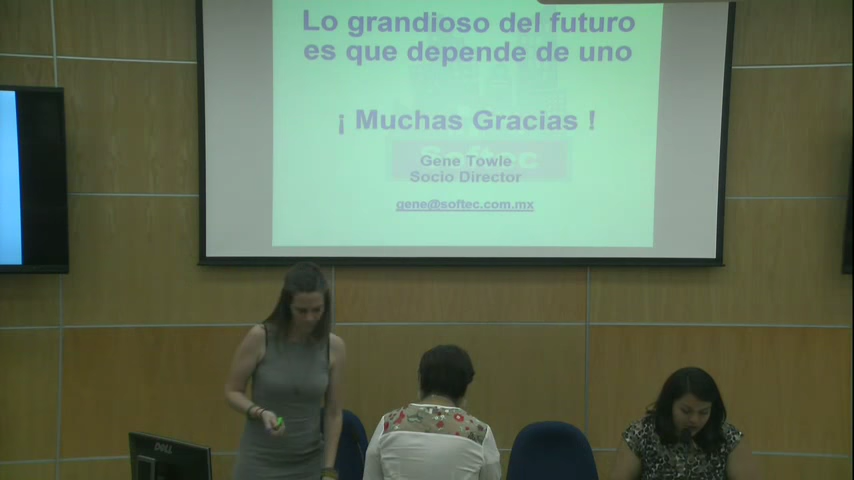 Lo grandioso del futuro
es que depende de uno
¡ Muchas Gracias !
Softec
Gene Towle
Socio Director
gene@softec.com.mx
DELL